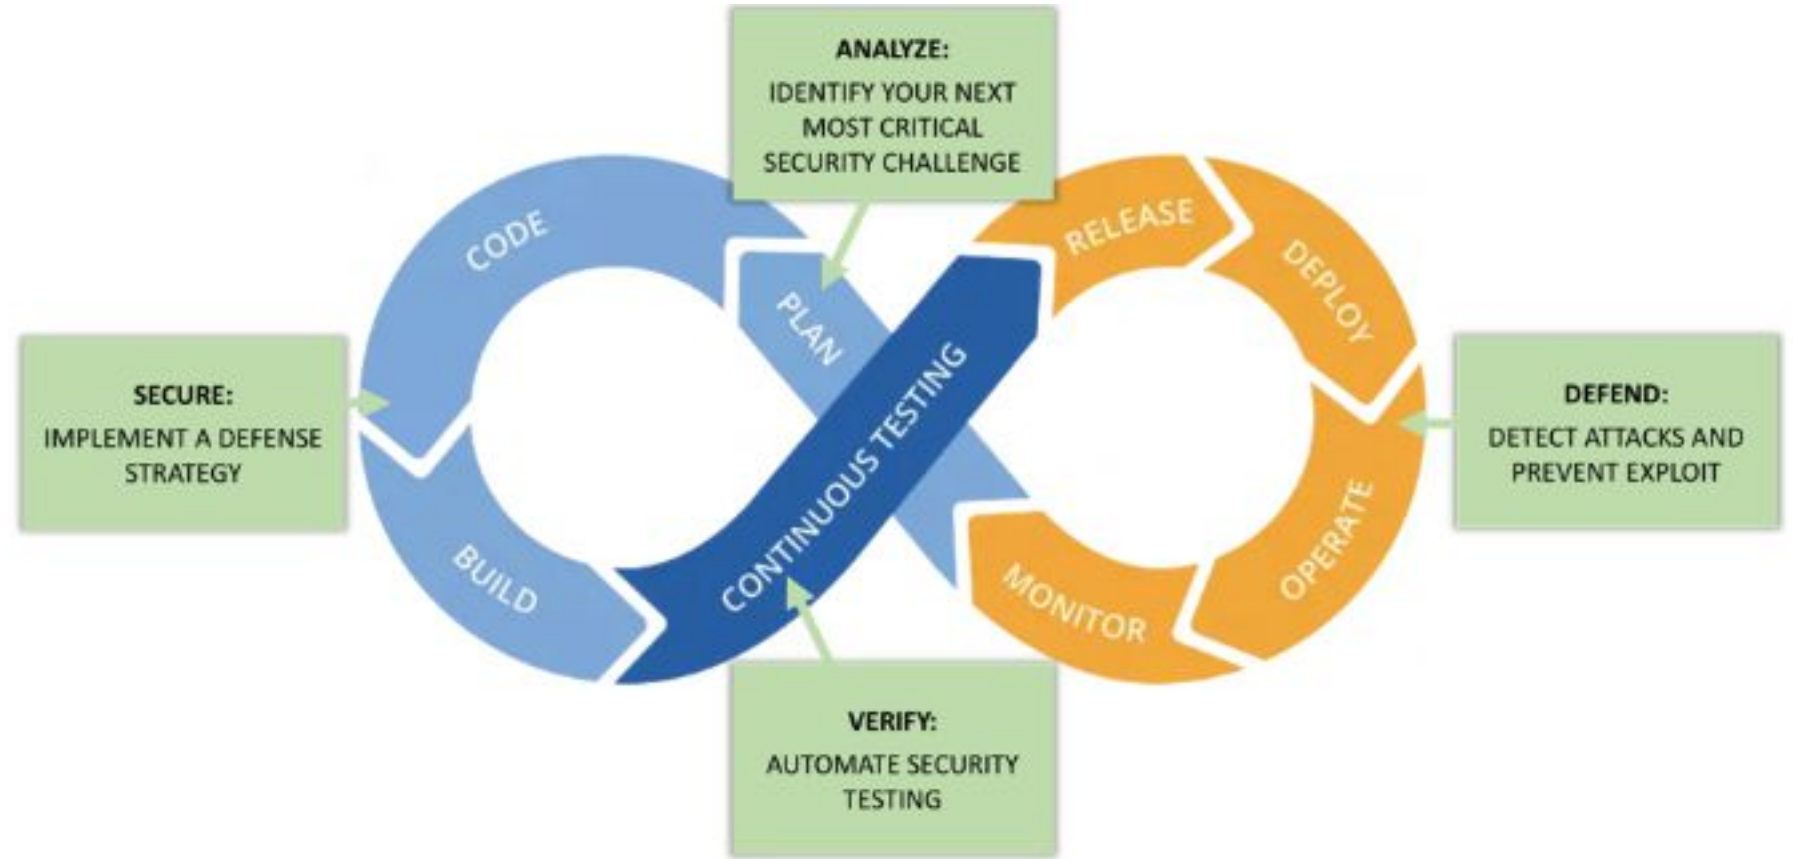 ANALYZE:
IDENTIFY YOUR NEXT
MOST CRITICAL
SECURITY CHALLENGE
CODE
PLAN
RELEASE
DEPLOY
SECURE:
IMPLEMENT A DEFENSE
STRATEGY
CONTINUOUS TESTING
DEFEND:
DETECT ATTACKS AND
PREVENT EXPLOIT
BUILD
MONITOR
OPERATE
VERIFY:
AUTOMATE SECURITY
TESTING